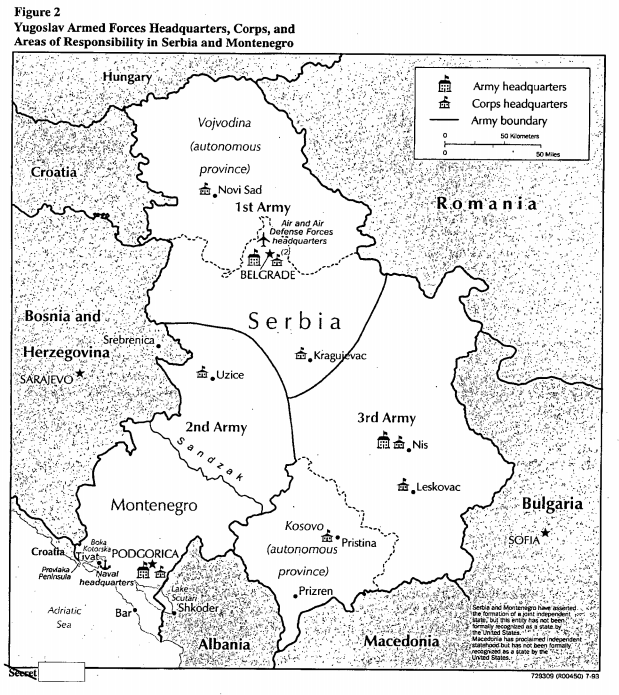 Figure 2
Yugoslav Armed Forces Headquarters, Corps, and
Areas of Responsibility in Serbia and Montenegro
Hungary
Army headquarters
Corps headquarters
Army boundary
0 50 Kilometers
0 50 Miles
Vojvodina
(autonomous
province)
Croatia
Novi Sad
1st Army
Romania
Air and Air
Defense Forces
headquarters
(2)
BELGRADE
Bosnia and
Herzegovina
Serbia
Srebrenica
Kragujevac
SARAJEVO
Uzice
2nd Army
3rd Army
Nis
Sandzak
Leskovac
Montenegro
Bulgaria
Kosovo
(autonomous
province)
Pristina
SOFIA
Croatia
Boka
Kotorska
Tivat
PODGORICA
Prevlaka
Peninsula
Naval
headquarters
Prizren
Lake
Scutari
Adriatic
Sea
Bar
Shkoder
Albania
Macedonia
Serbia and Montenegro have asserted
the formation of a joint independent
state, but this entity has not been
formally recognized as a state by
the United States.
Macedonia has proclaimed independent
statehood but has not been formally
recognized as a state by the
United States.
Secret
729309 (R00450) 7-93